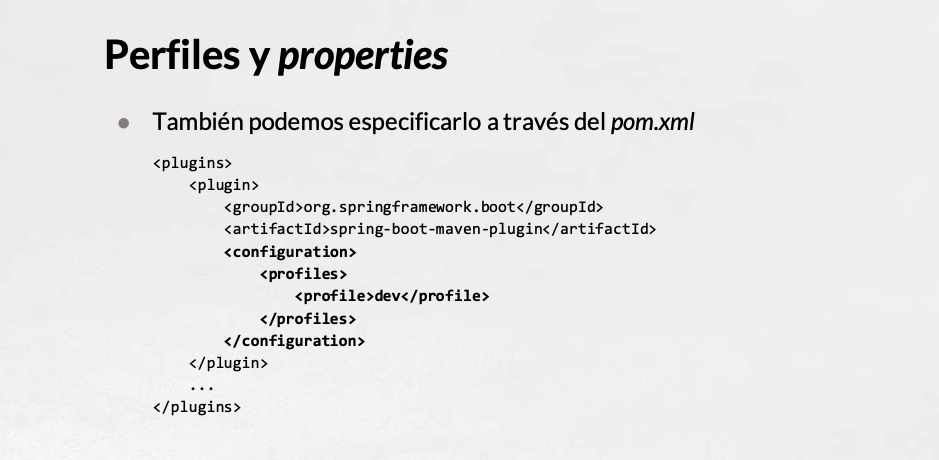 Perfiles y properties
● También podemos especificarlo a través del pom.xml
<plugins>
    <plugin>
        <groupId>org.springframework.boot</groupId>
        <artifactId>spring-boot-maven-plugin</artifactId>
        <configuration>
            <profiles>
                <profile>dev</profile>
            </profiles>
        </configuration>
    </plugin>
    ...
</plugins>